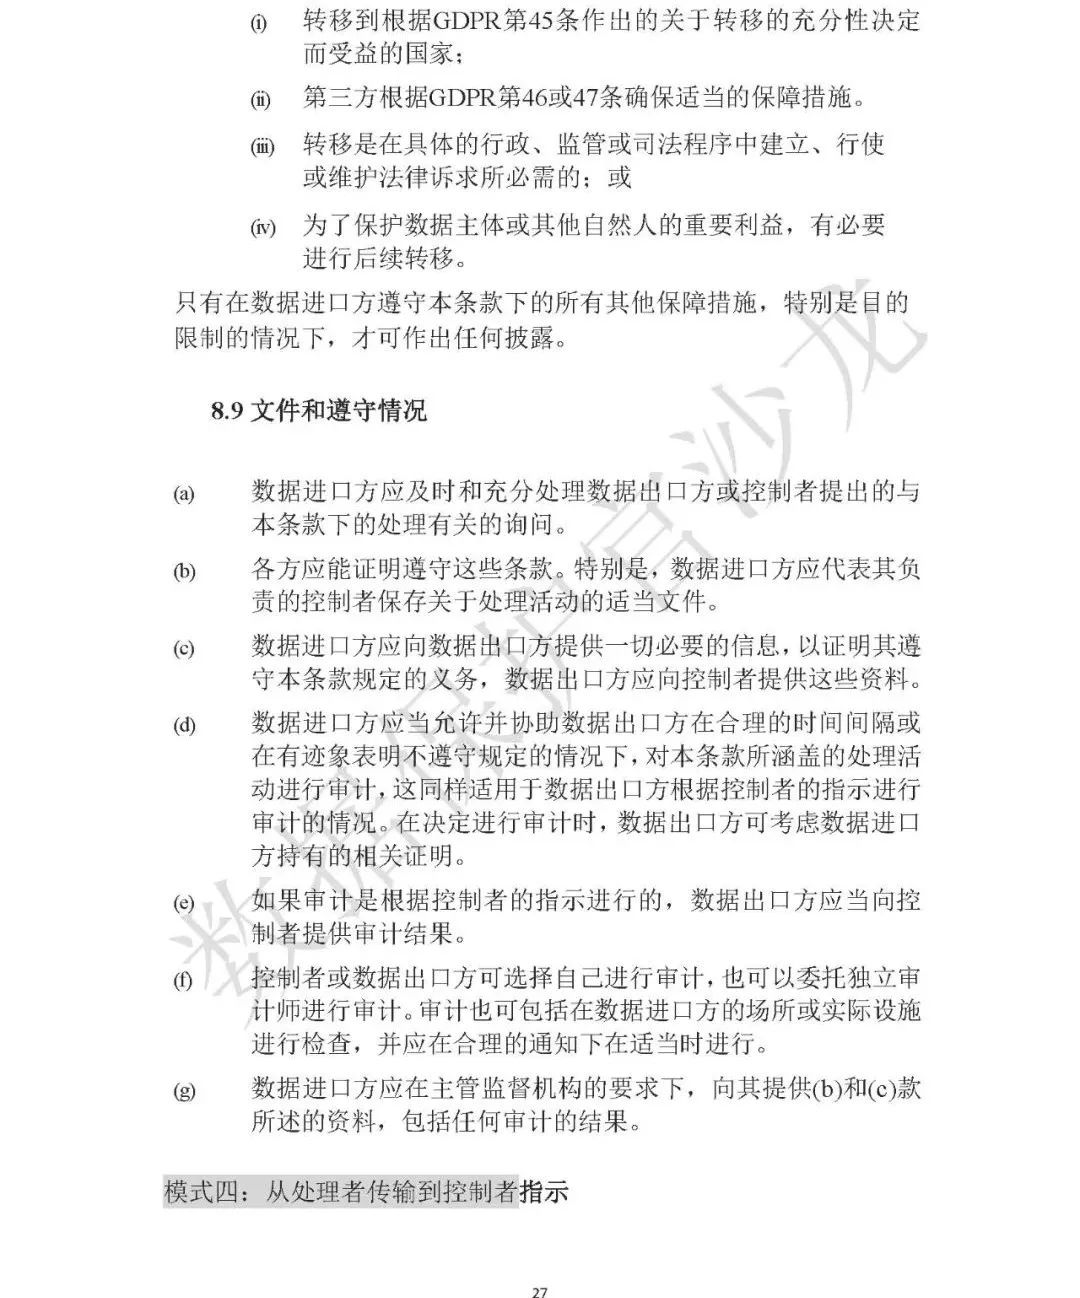 (i) 转移到根据GDPR第45条作出的关于转移的充分性决定
而受益的国家；
(ii) 第三方根据GDPR第46或47条确保适当的保障措施。
(iii) 转移是在具体的行政、监管或司法程序中建立、行使
或维护法律诉求所必需的；或
(iv) 为了保护数据主体或其他自然人的重要利益，有必要
进行后续转移。
只有在数据进口方遵守本条款下的所有其他保障措施，特别是目的
限制的情况下，才可作出任何披露。
8.9 文件和遵守情况
(a) 数据进口方应及时和充分处理数据出口方或控制者提出的与
本条款下的处理有关的询问。
(b) 各方应能证明遵守这些条款。特别是，数据进口方应代表其负
责的控制者保存关于处理活动的适当文件。
(c) 数据进口方应向数据出口方提供一切必要的信息，以证明其遵
守本条款规定的义务，数据出口方应向控制者提供这些资料。
(d) 数据进口方应当允许并协助数据出口方在合理的时间间隔或
在有迹象表明不遵守规定的情况下，对本条款所涵盖的处理活
动进行审计，这同样适用于数据出口方根据控制者的指示进行
审计的情况。在决定进行审计时，数据出口方可考虑数据进口
方持有的相关证明。
(e) 如果审计是根据控制者的指示进行的，数据出口方应当向控
制者提供审计结果。
(f) 控制者或数据出口方可选择自己进行审计，也可以委托独立审
计师进行审计。审计也可包括在数据进口方的场所或实际设施
进行检查，并应在合理的通知下在适当时进行。
(g) 数据进口方应在主管监督机构的要求下，向其提供(b)和(c)款
所述的资料，包括任何审计的结果。
模式四：从处理者传输到控制者指示
27
数据保护官沙龙